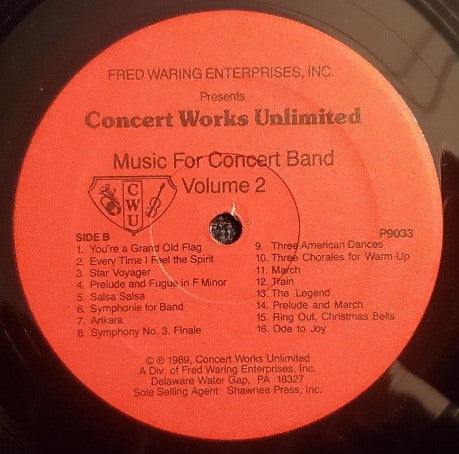 FRED WARING ENTERPRISES, INC.
Presents
Concert Works Unlimited
Music For Concert Band
Volume 2
CWU
SIDE B
P9033
1. You're a Grand Old Flag
2. Every Time I Feel the Spirit
3. Star Voyager
4. Prelude and Fugue in F Minor
5. Salsa Salsa
6. Symphonie for Band
7. Arikara
8. Symphony No. 3, Finale
9. Three American Dances
10. Three Chorales for Warm-Up
11. March
12. Train
13. The Legend
14. Prelude and March
15. Ring Out, Christmas Bells
16. Ode to Joy
© ℗ 1989, Concert Works Unlimited
A Div. of Fred Waring Enterprises, Inc.
Delaware Water Gap, PA 18327
Sole Selling Agent: Shawnee Press, Inc.